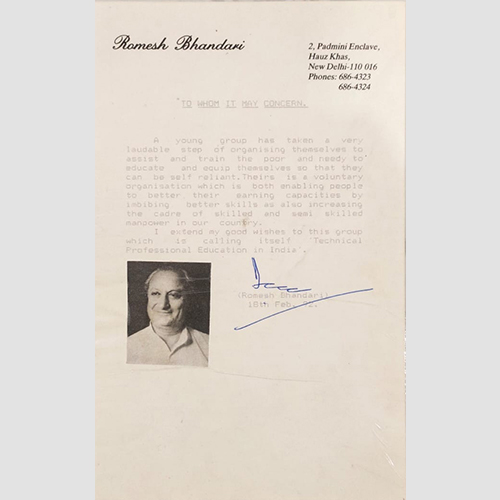 Romesh Bhandari
2, Padmini Enclave,
Hauz Khas,
New Delhi-110 016
Phones: 686-4323
686-4324
'TO WHOM IT MAY CONCERN.
A young group has taken a very
laudable step of organising themselves to
assist and train the poor and needy to
educate and equip themselves so that they
can be self reliant.Theirs is a voluntary
organisation which is both enabling people
to better their earning capacities by
imbibing better skills as also increasing
the cadre of skilled and semi skilled
manpower in our country.
I extend my good wishes to this group
which is calling itself 'Technical
Professional Education in India'.
(Romesh Bhandari)
18th Feb, 92.